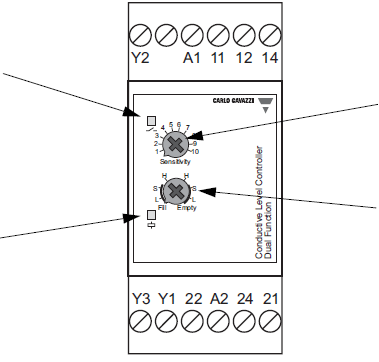 Y2 A1 11 12 14
CARLO GAVAZZI
4 5 6 7
3 8
2 9
1 10
Sensitivity
H H
S S
L L
Fill Empty
Conductive Level Controller
Dual Function
Y3 Y1 22 A2 24 21